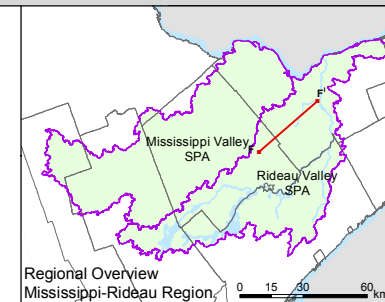 F'
Mississippi Valley
SPA
F
Rideau Valley
SPA
Regional Overview
Mississippi-Rideau Region
0 15 30 60
km